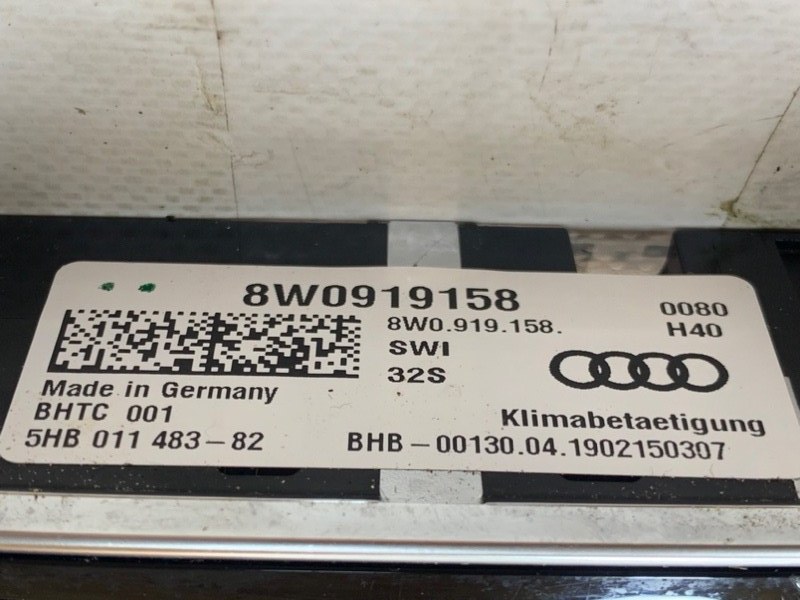 8W0919158
8W0.919.158.
0080
H40
SWI
32S
Made in Germany
BHTC 001
Klimabetaetigung
5HB 011 483-82
BHB-00130.04.1902150307